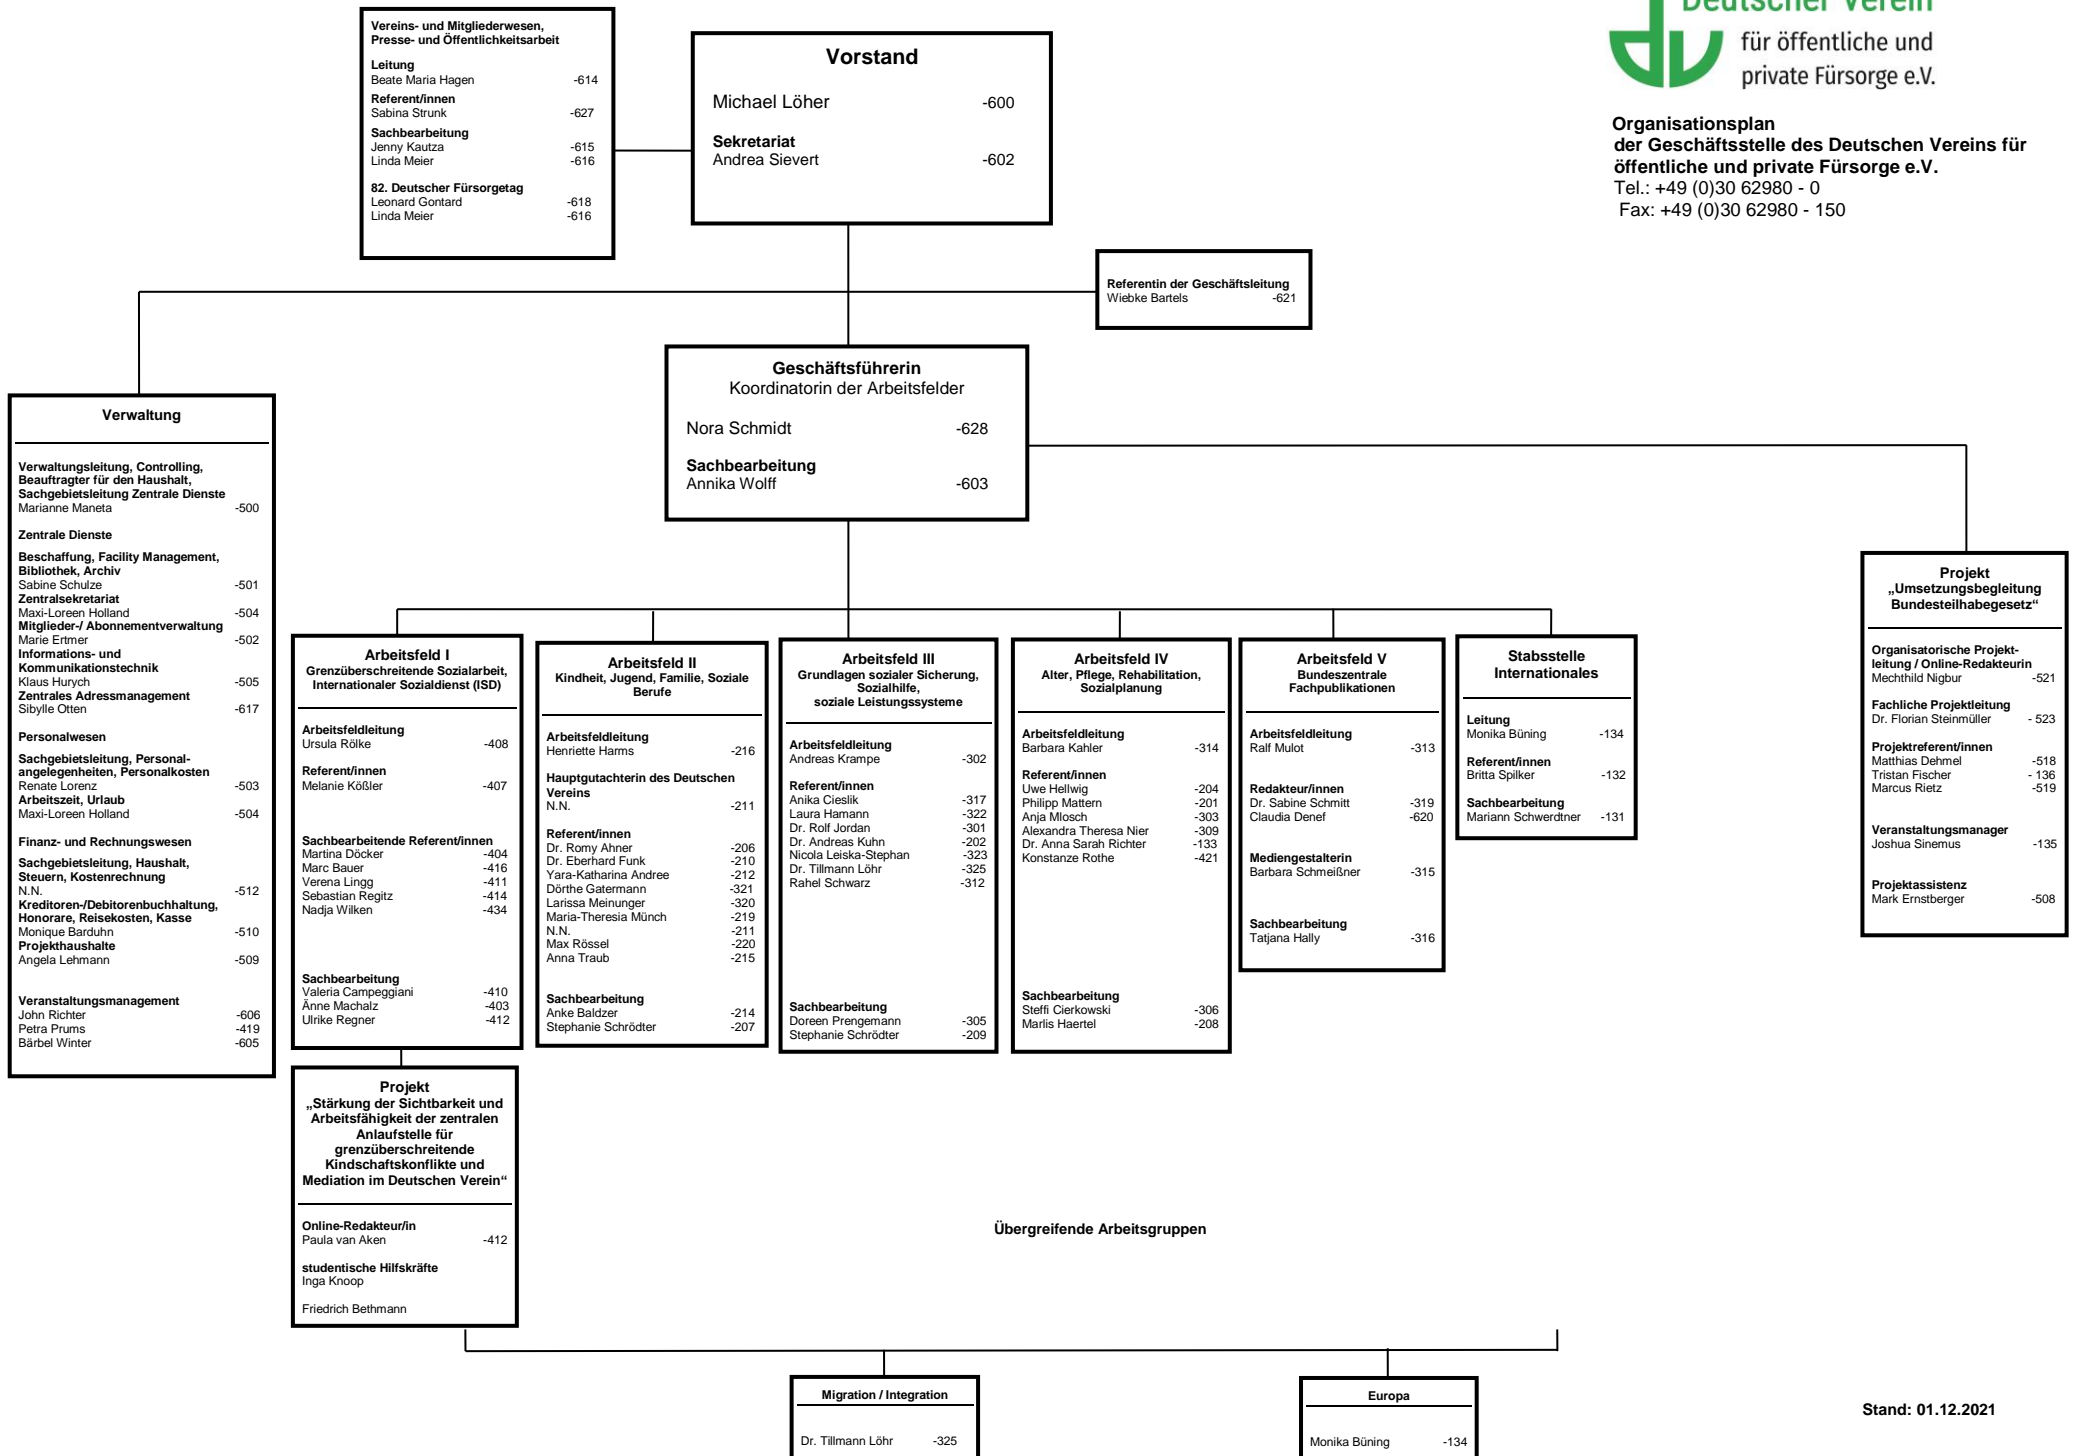 Vereins- und Mitgliederwesen,
Presse- und Öffentlichkeitsarbeit
Leitung
Beate Maria Hagen -614
Referent/innen
Sabina Strunk -627
Sachbearbeitung
Jenny Kautza -615
Linda Meier -616
82. Deutscher Fürsorgetag
Leonard Gontard -618
Linda Meier -616
Vorstand
Michael Löher -600
Sekretariat
Andrea Sievert -602
Deutscher Verein
für öffentliche und
private Fürsorge e.V.
Organisationsplan
der Geschäftsstelle des Deutschen Vereins für
öffentliche und private Fürsorge e.V.
Tel.: +49 (0)30 62980 - 0
Fax: +49 (0)30 62980 - 150
Referentin der Geschäftsleitung
Wiebke Bartels -621
Geschäftsführerin
Koordinatorin der Arbeitsfelder
Nora Schmidt -628
Sachbearbeitung
Annika Wolff -603
Verwaltung
Verwaltungsleitung, Controlling,
Beauftragter für den Haushalt,
Sachgebietsleitung Zentrale Dienste
Marianne Maneta -500
Zentrale Dienste
Beschaffung, Facility Management,
Bibliothek, Archiv
Sabine Schulze -501
Zentralsekretariat
Maxi-Loreen Holland -504
Mitglieder-/ Abonnementverwaltung
Marie Ertmer -502
Informations- und
Kommunikationstechnik
Klaus Hurych -505
Zentrales Adressmanagement
Sibylle Otten -617
Personalwesen
Sachgebietsleitung, Personal-
angelegenheiten, Personalkosten
Renate Lorenz -503
Arbeitszeit, Urlaub
Maxi-Loreen Holland -504
Finanz- und Rechnungswesen
Sachgebietsleitung, Haushalt,
Steuern, Kostenrechnung
N.N. -512
Kreditoren-/Debitorenbuchhaltung,
Honorare, Reisekosten, Kasse
Monique Barduhn -510
Projekthaushalte
Angela Lehmann -509
Veranstaltungsmanagement
John Richter -606
Petra Prums -419
Bärbel Winter -605
Arbeitsfeld I
Grenzüberschreitende Sozialarbeit,
Internationaler Sozialdienst (ISD)
Arbeitsfeldleitung
Ursula Rölke -408
Referent/innen
Melanie Kößler -407
Sachbearbeitende Referent/innen
Martina Döcker -404
Marc Bauer -416
Verena Lingg -411
Sebastian Regitz -414
Nadja Wilken -434
Sachbearbeitung
Valeria Campeggiani -410
Änne Machalz -403
Ulrike Regner -412
Arbeitsfeld II
Kindheit, Jugend, Familie, Soziale
Berufe
Arbeitsfeldleitung
Henriette Harms -216
Hauptgutachterin des Deutschen
Vereins
N.N. -211
Referent/innen
Dr. Romy Ahner -206
Dr. Eberhard Funk -210
Yara-Katharina Andree -212
Dörthe Gatermann -321
Larissa Meinunger -320
Maria-Theresia Münch -219
N.N. -211
Max Rössel -220
Anna Traub -215
Sachbearbeitung
Anke Baldzer -214
Stephanie Schrödter -207
Arbeitsfeld III
Grundlagen sozialer Sicherung,
Sozialhilfe,
soziale Leistungssysteme
Arbeitsfeldleitung
Andreas Krampe -302
Referent/innen
Anika Cieslik -317
Laura Hamann -322
Dr. Rolf Jordan -301
Dr. Andreas Kuhn -202
Nicola Leiska-Stephan -323
Dr. Tillmann Löhr -325
Rahel Schwarz -312
Sachbearbeitung
Doreen Prengemann -305
Stephanie Schrödter -209
Arbeitsfeld IV
Alter, Pflege, Rehabilitation,
Sozialplanung
Arbeitsfeldleitung
Barbara Kahler -314
Referent/innen
Uwe Hellwig -204
Philipp Mattern -201
Anja Mlosch -303
Alexandra Theresa Nier -309
Dr. Anna Sarah Richter -133
Konstanze Rothe -421
Sachbearbeitung
Steffi Cierkowski -306
Marlis Haertel -208
Arbeitsfeld V
Bundeszentrale
Fachpublikationen
Arbeitsfeldleitung
Ralf Mulot -313
Redakteur/innen
Dr. Sabine Schmitt -319
Claudia Denef -620
Mediengestalterin
Barbara Schmeißner -315
Sachbearbeitung
Tatjana Hally -316
Stabsstelle
Internationales
Leitung
Monika Büning -134
Referent/innen
Britta Spilker -132
Sachbearbeitung
Mariann Schwerdtner -131
Projekt
„Umsetzungsbegleitung
Bundesteilhabegesetz“
Organisatorische Projekt-
leitung / Online-Redakteurin
Mechthild Nigbur -521
Fachliche Projektleitung
Dr. Florian Steinmüller - 523
Projektreferent/innen
Matthias Dehmel -518
Tristan Fischer - 136
Marcus Rietz -519
Veranstaltungsmanager
Joshua Sinemus -135
Projektassistenz
Mark Ernstberger -508
Projekt
„Stärkung der Sichtbarkeit und
Arbeitsfähigkeit der zentralen
Anlaufstelle für
grenzüberschreitende
Kindschaftskonflikte und
Mediation im Deutschen Verein“
Online-Redakteur/in
Paula van Aken -412
studentische Hilfskräfte
Inga Knoop
Friedrich Bethmann
Übergreifende Arbeitsgruppen
Migration / Integration
Dr. Tillmann Löhr -325
Europa
Monika Büning -134
Stand: 01.12.2021